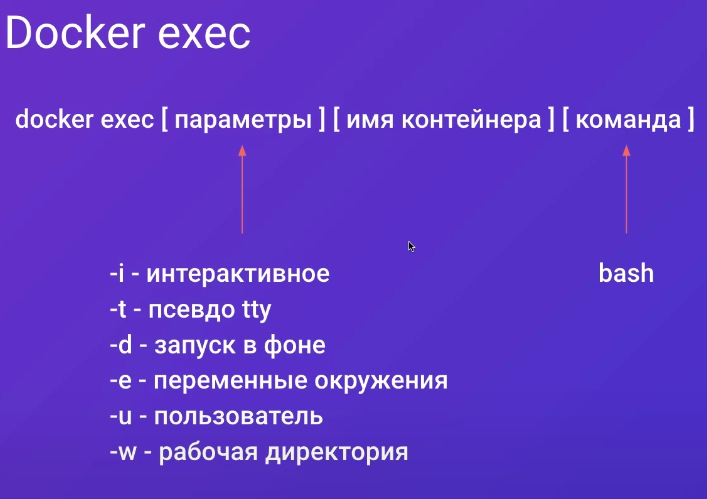 Docker exec
docker exec [ параметры ] [ имя контейнера ] [ команда ]
-i - интерактивное
bash
-t - псевдо tty
-d - запуск в фоне
-e - переменные окружения
-u - пользователь
-w - рабочая директория